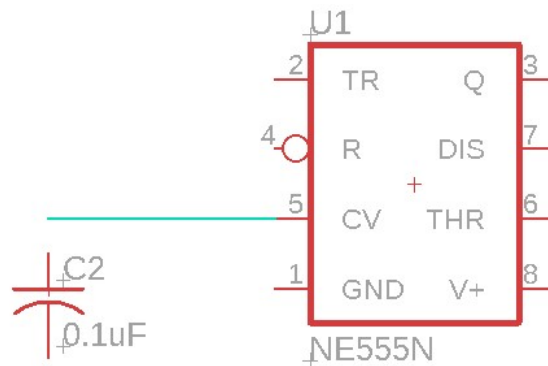 U1
2 TR Q 3
4 R DIS 7
5 CV THR 6
1 GND V+ 8
C2
0.1uF
NE555N